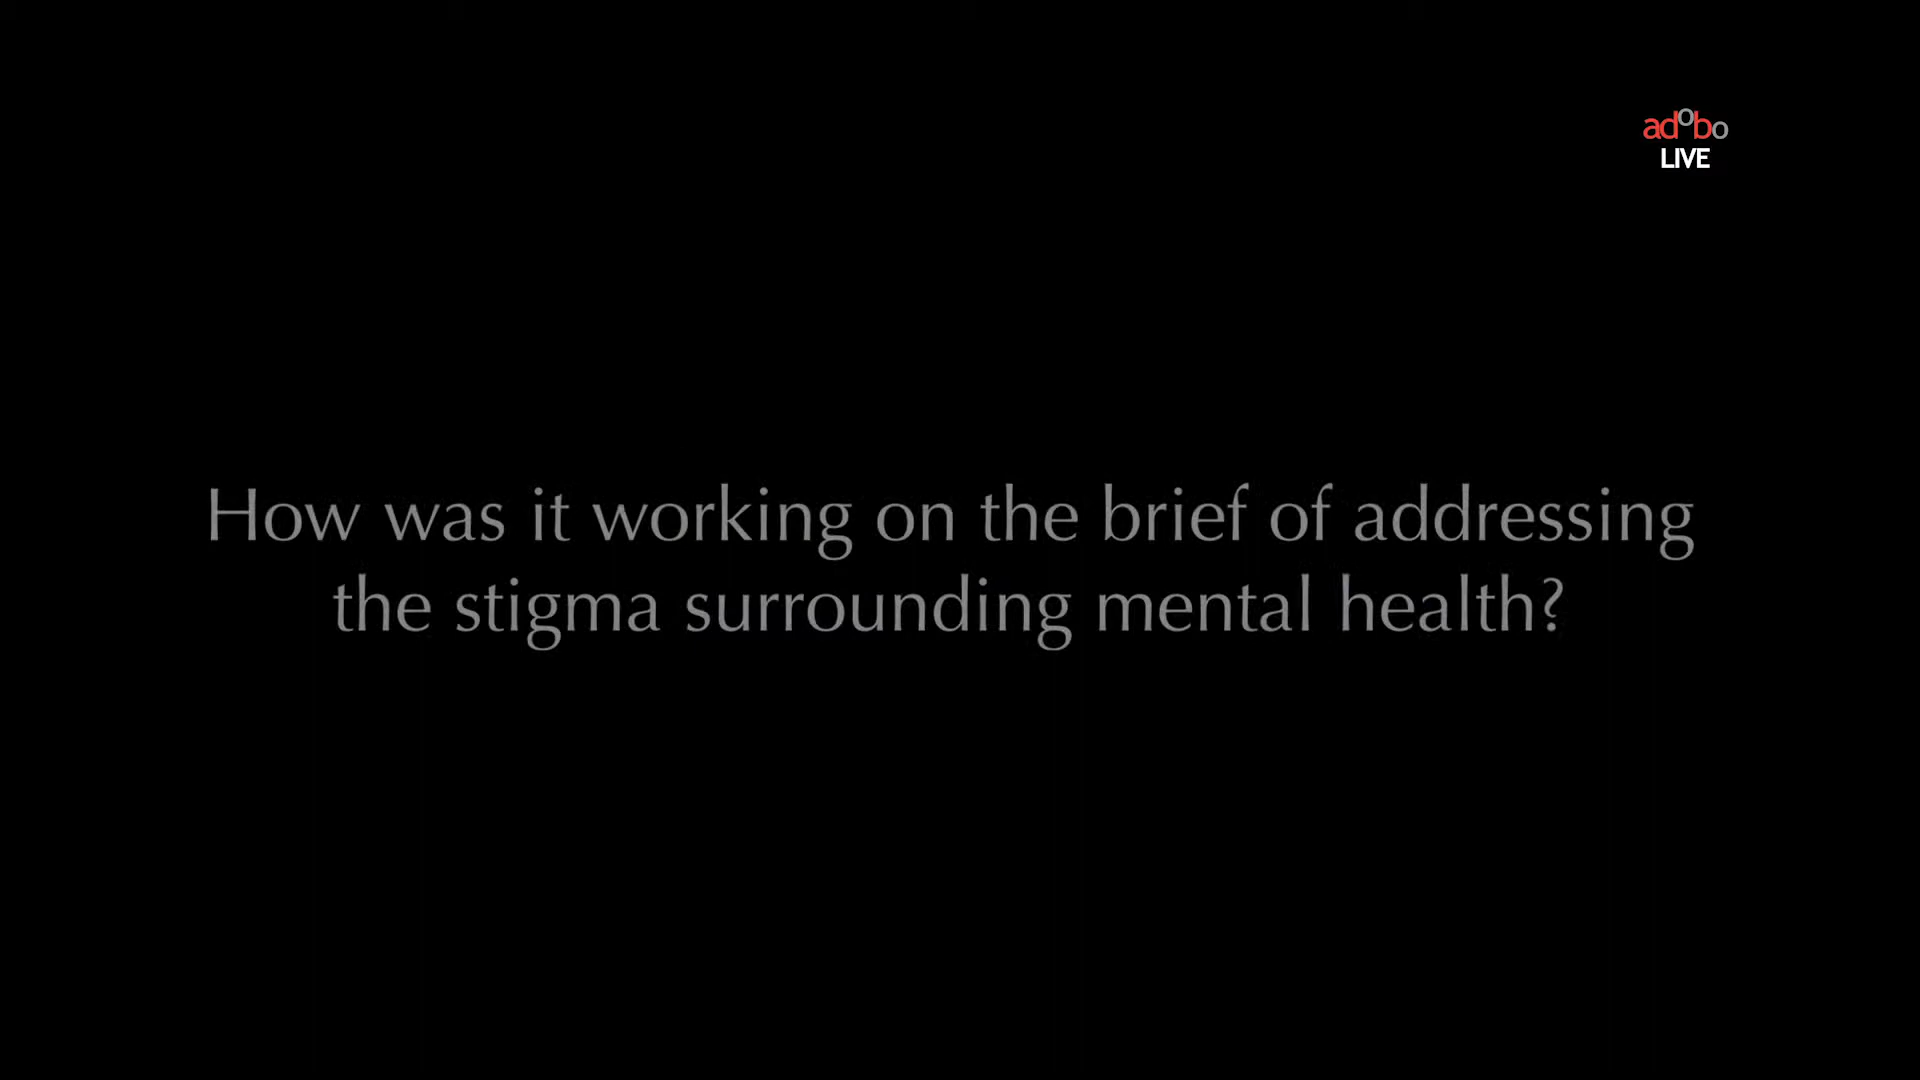 adobo
LIVE
How was it working on the brief of addressing
the stigma surrounding mental health?